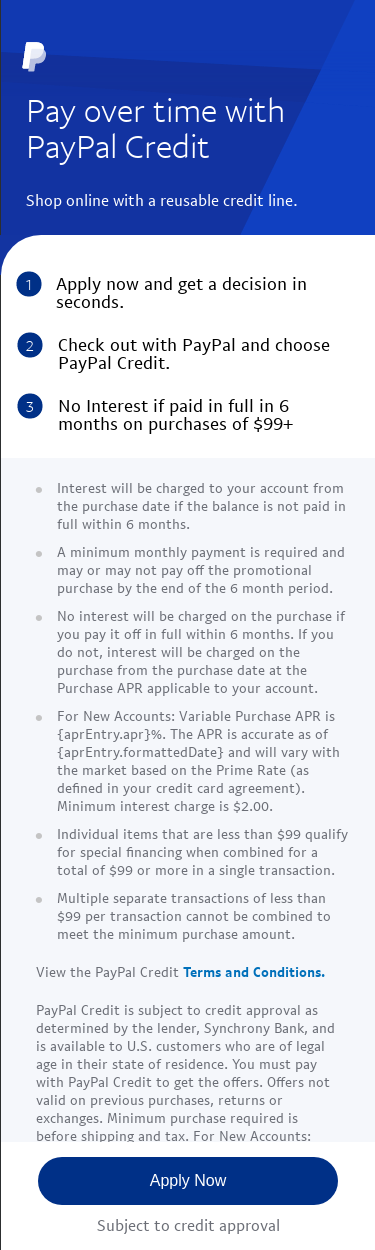 Pay over time with
PayPal Credit
Shop online with a reusable credit line.
1 Apply now and get a decision in
seconds.
2 Check out with PayPal and choose
PayPal Credit.
3 No Interest if paid in full in 6
months on purchases of $99+
Interest will be charged to your account from
the purchase date if the balance is not paid in
full within 6 months.
A minimum monthly payment is required and
may or may not pay off the promotional
purchase by the end of the 6 month period.
No interest will be charged on the purchase if
you pay it off in full within 6 months. If you
do not, interest will be charged on the
purchase from the purchase date at the
Purchase APR applicable to your account.
For New Accounts: Variable Purchase APR is
{aprEntry.apr}%. The APR is accurate as of
{aprEntry.formattedDate} and will vary with
the market based on the Prime Rate (as
defined in your credit card agreement).
Minimum interest charge is $2.00.
Individual items that are less than $99 qualify
for special financing when combined for a
total of $99 or more in a single transaction.
Multiple separate transactions of less than
$99 per transaction cannot be combined to
meet the minimum purchase amount.
View the PayPal Credit Terms and Conditions.
PayPal Credit is subject to credit approval as
determined by the lender, Synchrony Bank, and
is available to U.S. customers who are of legal
age in their state of residence. You must pay
with PayPal Credit to get the offers. Offers not
valid on previous purchases, returns or
exchanges. Minimum purchase required is
before shipping and tax. For New Accounts:
Apply Now
Subject to credit approval